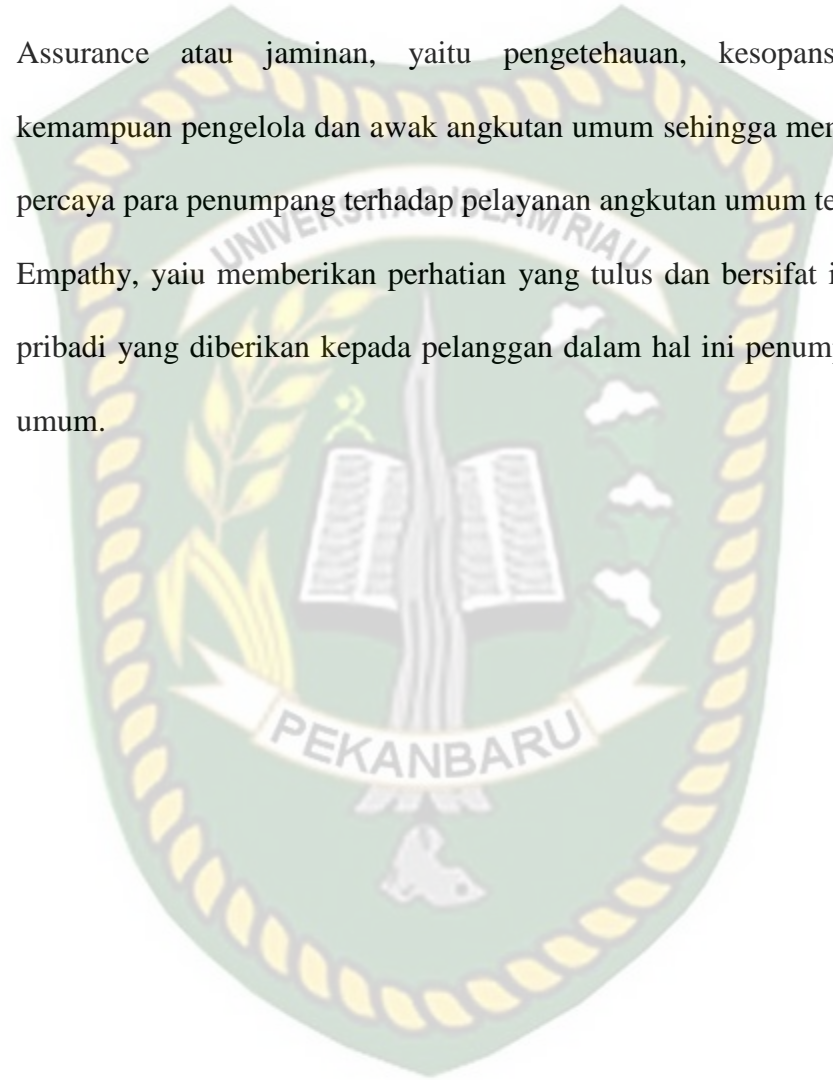 Assurance atau jaminan, yaitu pengetehauan, kesopans
kemampuan pengelola dan awak angkutan umum sehingga men
percaya para penumpang terhadap pelayanan angkutan umum te
UNIVERSITAS ISLAM RIAU
Empathy, yaiu memberikan perhatian yang tulus dan bersifat i
pribadi yang diberikan kepada pelanggan dalam hal ini penump
umum.
PEKANBARU